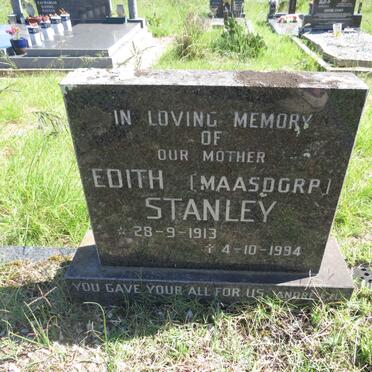 IN LOVING MEMORY
OF
OUR MOTHER
EDITH [MAASDORP]
STANLEY
☆ 28-9-1913
✝ 4-10-1994
YOU GAVE YOUR ALL FOR US